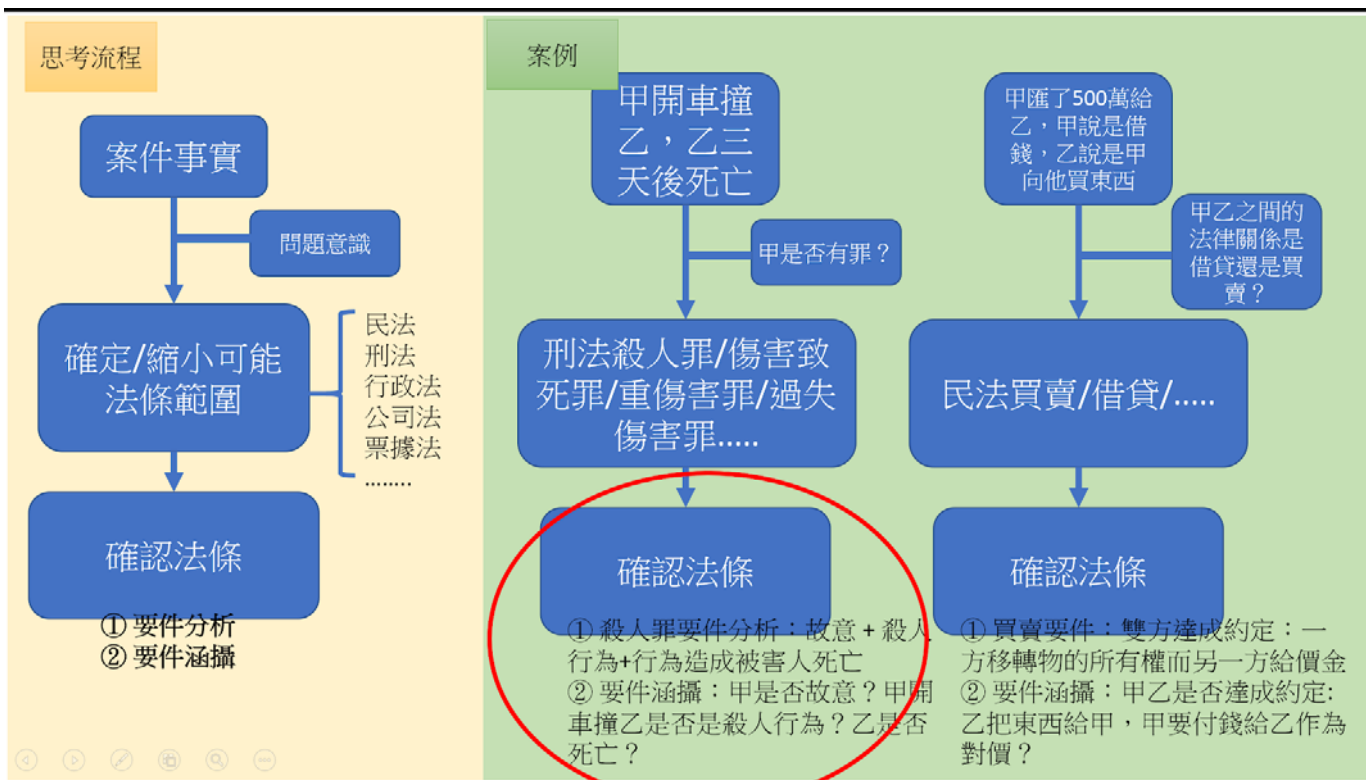 思考流程
案件事實
問題意識
確定/縮小可能
法條範圍
民法
刑法
行政法
公司法
票據法
........
確認法條
① 要件分析
② 要件涵攝
案例
甲開車撞
乙，乙三
天後死亡
甲是否有罪？
刑法殺人罪/傷害致
死罪/重傷害罪/過失
傷害罪.....
確認法條
① 殺人罪要件分析：故意 + 殺人
行為+行為造成被害人死亡
② 要件涵攝：甲是否故意？甲開
車撞乙是否是殺人行為？乙是否
死亡？
甲匯了500萬給
乙，甲說是借
錢，乙說是甲
向他買東西
甲乙之間的
法律關係是
借貸還是買
賣？
民法買賣/借貸/.....
確認法條
① 買賣要件：雙方達成約定：一
方移轉物的所有權而另一方給價金
② 要件涵攝：甲乙是否達成約定:
乙把東西給甲，甲要付錢給乙作為
對價？